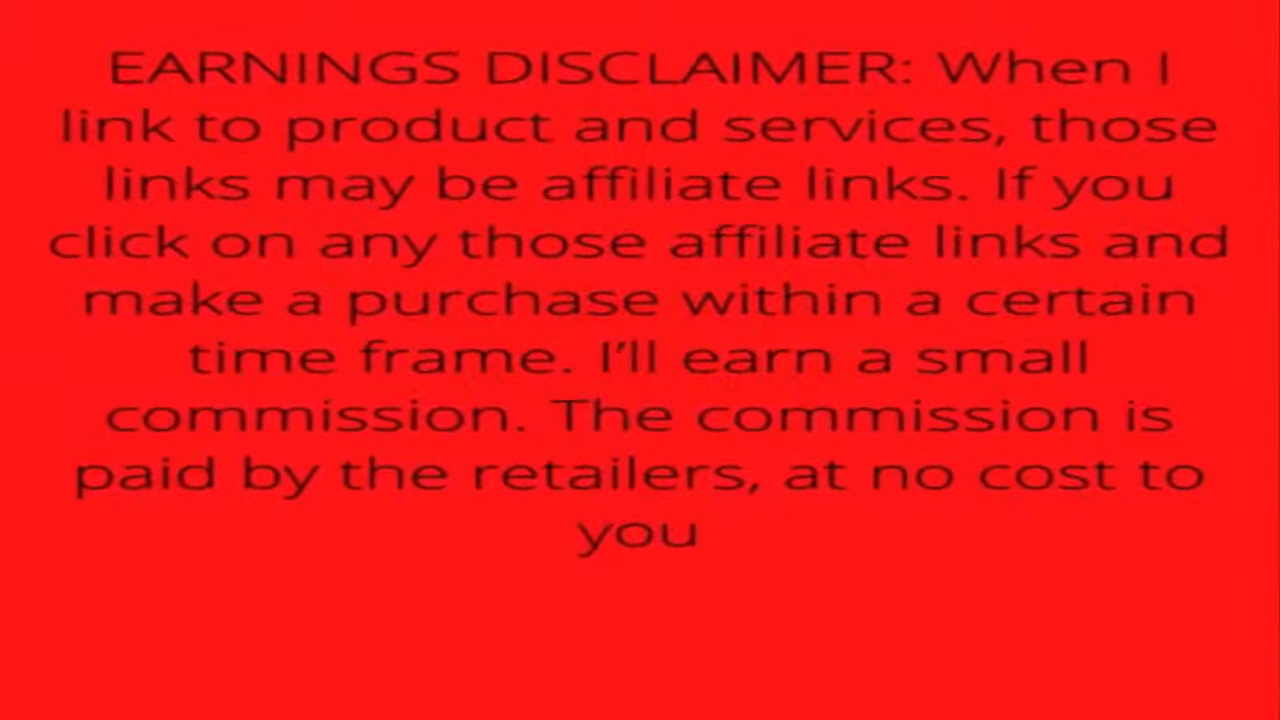 EARNINGS DISCLAIMER: When I
link to product and services, those
links may be affiliate links. If you
click on any those affiliate links and
make a purchase within a certain
time frame. I’ll earn a small
commission. The commission is
paid by the retailers, at no cost to
you